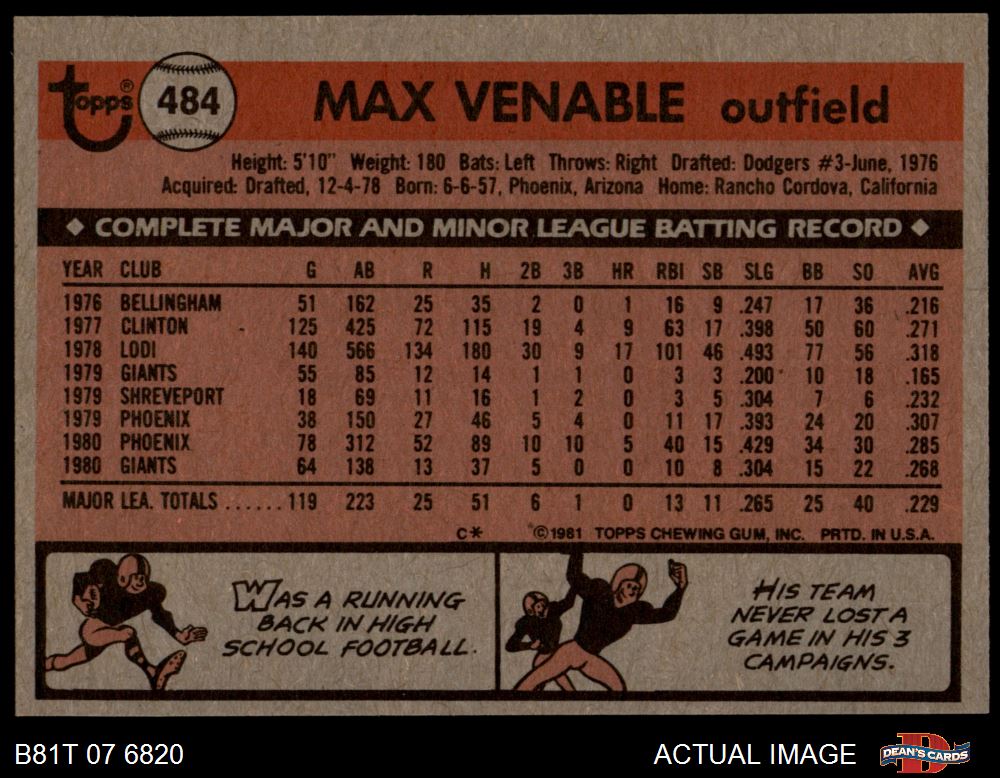 Topps® 484 MAX VENABLE outfield
Height: 5'10" Weight: 180 Bats: Left Throws: Right Drafted: Dodgers #3-June, 1976
Acquired: Drafted, 12-4-78 Born: 6-6-57, Phoenix, Arizona Home: Rancho Cordova, California
◆ COMPLETE MAJOR AND MINOR LEAGUE BATTING RECORD ◆
YEAR CLUB G AB R H 2B 3B HR RBI SB SLG BB SO AVG
1976 BELLINGHAM 51 162 25 35 2 0 1 16 9 .247 17 36 .216
1977 CLINTON 125 425 72 115 19 4 9 63 17 .398 50 60 .271
1978 LODI 140 566 134 180 30 9 17 101 46 .493 77 56 .318
1979 GIANTS 55 85 12 14 1 1 0 3 3 .200 10 18 .165
1979 SHREVEPORT 18 69 11 16 1 2 0 3 5 .304 7 6 .232
1979 PHOENIX 38 150 27 46 5 4 0 11 17 .393 24 20 .307
1980 PHOENIX 78 312 52 89 10 10 5 40 15 .429 34 30 .285
1980 GIANTS 64 138 13 37 5 0 0 10 8 .304 15 22 .268
MAJOR LEA. TOTALS ...... 119 223 25 51 6 1 0 13 11 .265 25 40 .229
C* ©1981 TOPPS CHEWING GUM, INC. PRTD. IN U.S.A.
WAS A RUNNING
BACK IN HIGH
SCHOOL FOOTBALL.
HIS TEAM
NEVER LOST A
GAME IN HIS 3
CAMPAIGNS.
B81T 07 6820 ACTUAL IMAGE DEAN'S CARDS